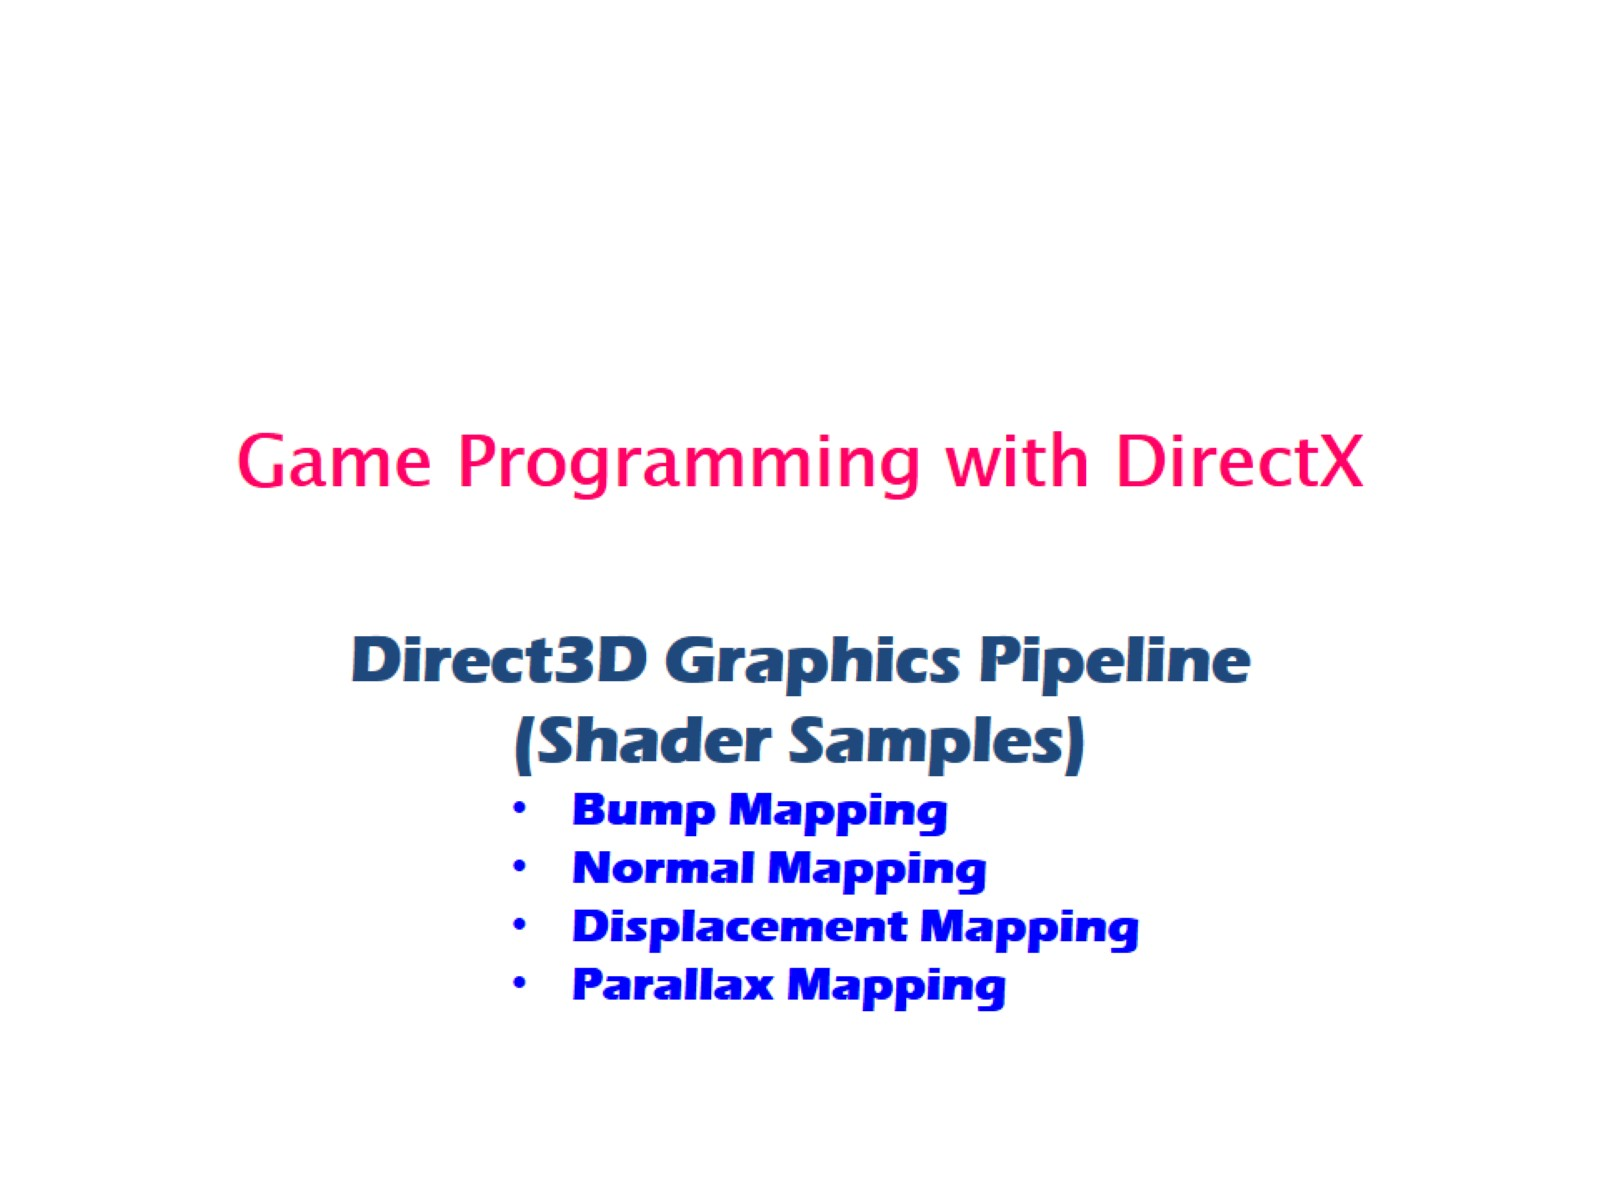 Game Programming with DirectX
Direct3D Graphics Pipeline
(Shader Samples)
• Bump Mapping
• Normal Mapping
• Displacement Mapping
• Parallax Mapping